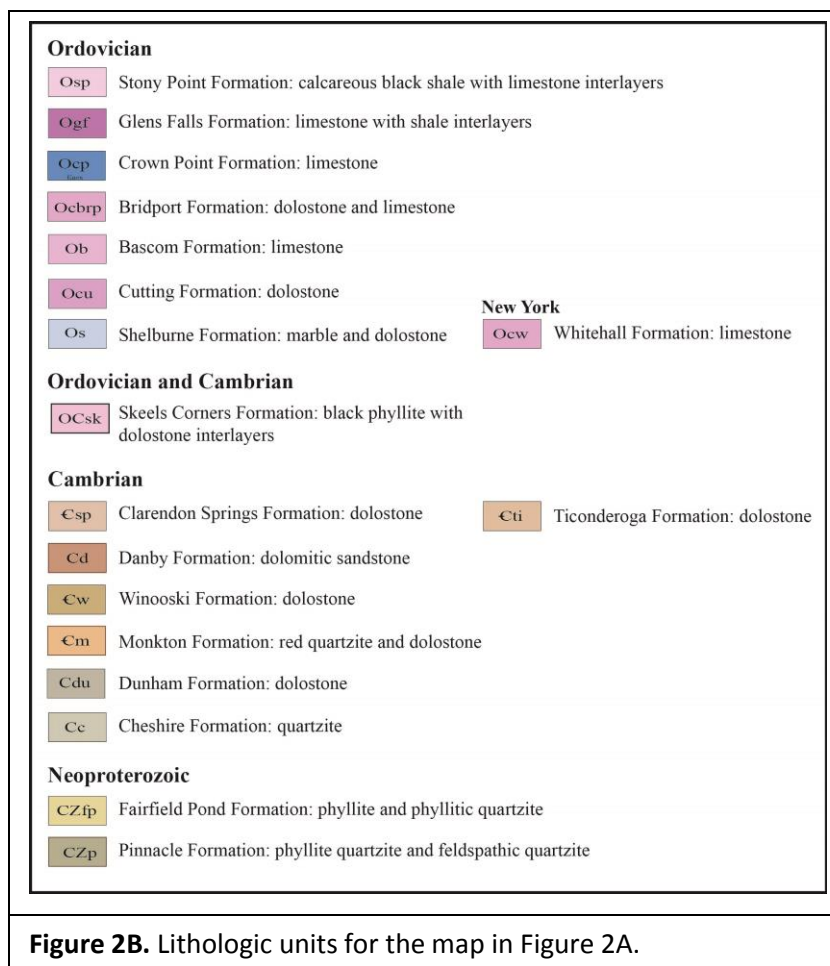 Ordovician
Osp Stony Point Formation: calcareous black shale with limestone interlayers
Ogf Glens Falls Formation: limestone with shale interlayers
Ocp Crown Point Formation: limestone
Ocbrp Bridport Formation: dolostone and limestone
Ob Bascom Formation: limestone
Ocu Cutting Formation: dolostone
New York
Os Shelburne Formation: marble and dolostone Ocw Whitehall Formation: limestone
Ordovician and Cambrian
OCsk Skeels Corners Formation: black phyllite with
dolostone interlayers
Cambrian
Єsp Clarendon Springs Formation: dolostone Єti Ticonderoga Formation: dolostone
Cd Danby Formation: dolomitic sandstone
Єw Winooski Formation: dolostone
Єm Monkton Formation: red quartzite and dolostone
Cdu Dunham Formation: dolostone
Cc Cheshire Formation: quartzite
Neoproterozoic
CZfp Fairfield Pond Formation: phyllite and phyllitic quartzite
CZp Pinnacle Formation: phyllite quartzite and feldspathic quartzite
Figure 2B. Lithologic units for the map in Figure 2A.